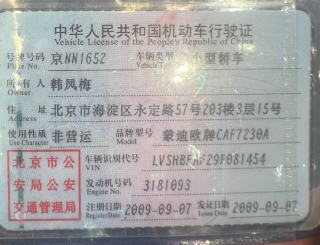 中华人民共和国机动车行驶证
Vehicle License of the People's Republic of China
号牌号码 京NN1652 车辆类型 小型轿车
Plate No. Vehicle
所有人 韩凤梅
Owner
住址 北京市海淀区永定路57号203楼3层15号
Address
使用性质 非营运 品牌型号 蒙迪欧牌CAF7230A
北京市公安局公安交通管理局
车辆识别代号 LVSHBFAF29F081454
VIN
发动机号码 3181093
Engine No.
注册日期 2009-09-07 发证日期 2009-09-07
Register Date Issue Date